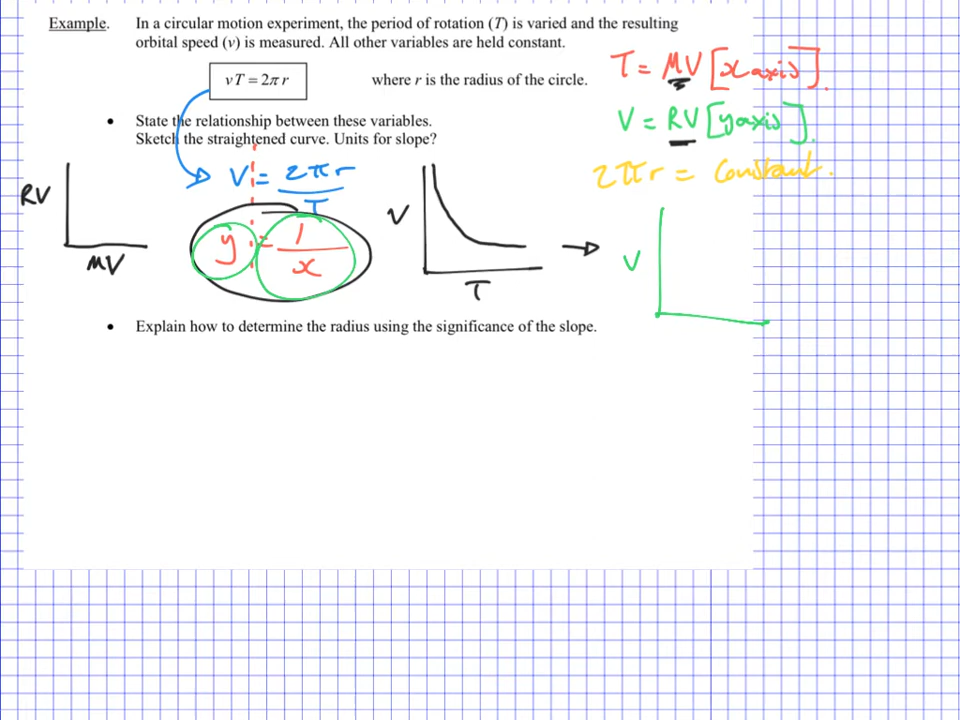 Example. In a circular motion experiment, the period of rotation (T) is varied and the resulting
orbital speed (v) is measured. All other variables are held constant.
vT = 2π r where r is the radius of the circle.
T = MV [x axis].
V = RV [y axis].
2πr = constant.
• State the relationship between these variables.
Sketch the straightened curve. Units for slope?
V = 2πr / T
y = 1 / x
RV
MV
V
T
V
• Explain how to determine the radius using the significance of the slope.